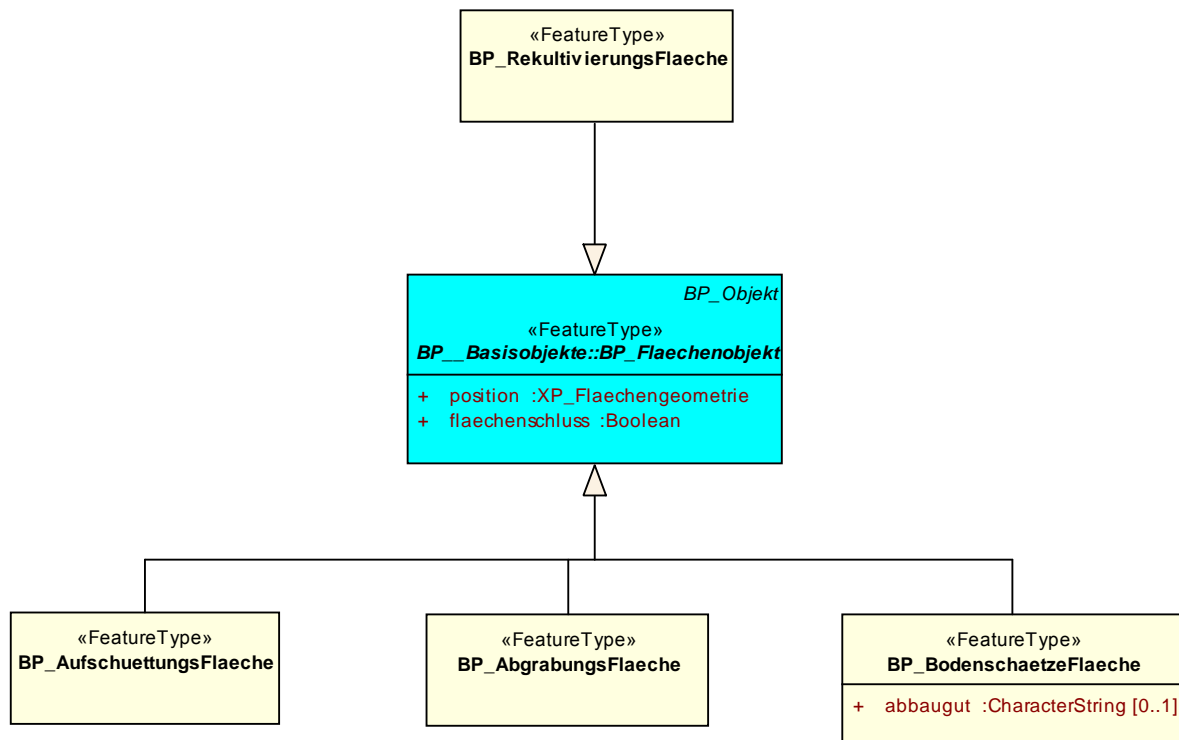 «FeatureType»
BP_RekultivierungsFlaeche
BP_Objekt
«FeatureType»
BP__Basisobjekte::BP_Flaechenobjekt
+ position :XP_Flaechengeometrie
+ flaechenschluss :Boolean
«FeatureType»
BP_AufschuettungsFlaeche
«FeatureType»
BP_AbgrabungsFlaeche
«FeatureType»
BP_BodenschaetzeFlaeche
+ abbaugut :CharacterString [0..1]